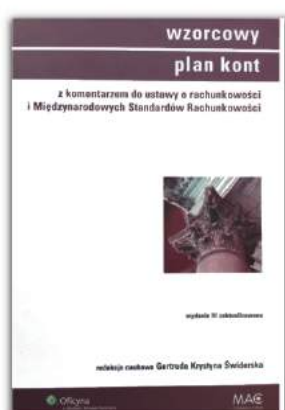 wzorcowy
plan kont
z komentarzem do ustawy o rachunkowości
i Międzynarodowych Standardów Rachunkowości
wydanie III zaktualizowane
redakcja naukowa Gertruda Krystyna Świderska
Oficyna
MAC